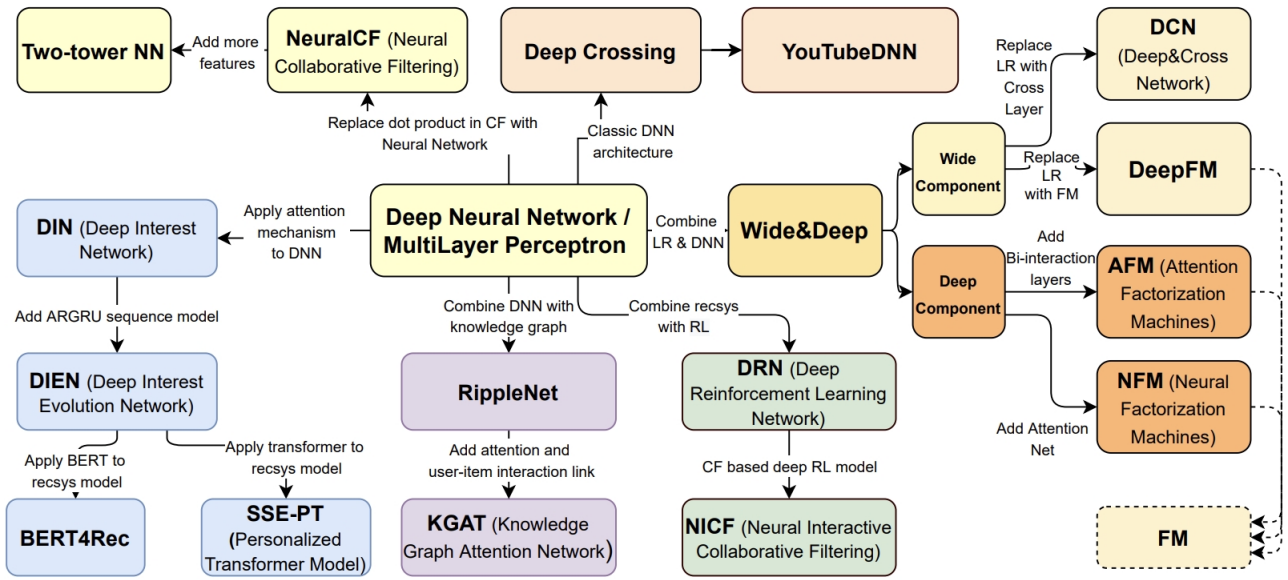 Two-tower NN
Add more
features
NeuralCF (Neural
Collaborative Filtering)
Deep Crossing
YouTubeDNN
Replace
LR with
Cross
Layer
DCN
(Deep&Cross
Network)
Replace dot product in CF with
Neural Network
Classic DNN
architecture
Wide
Component
Replace
LR
with FM
DeepFM
DIN (Deep Interest
Network)
Apply attention
mechanism
to DNN
Deep Neural Network /
MultiLayer Perceptron
Combine
LR & DNN
Wide&Deep
Deep
Component
Add
Bi-interaction
layers
AFM (Attention
Factorization
Machines)
Add ARGRU sequence model
Combine DNN with
knowledge graph
Combine recsys
with RL
DIEN (Deep Interest
Evolution Network)
RippleNet
DRN (Deep
Reinforcement Learning
Network)
NFM (Neural
Factorization
Machines)
Add Attention
Net
Apply BERT to
recsys model
Apply transformer to
recsys model
Add attention and
user-item interaction link
CF based deep RL model
BERT4Rec
SSE-PT
(Personalized
Transformer Model)
KGAT (Knowledge
Graph Attention Network)
NICF (Neural Interactive
Collaborative Filtering)
FM